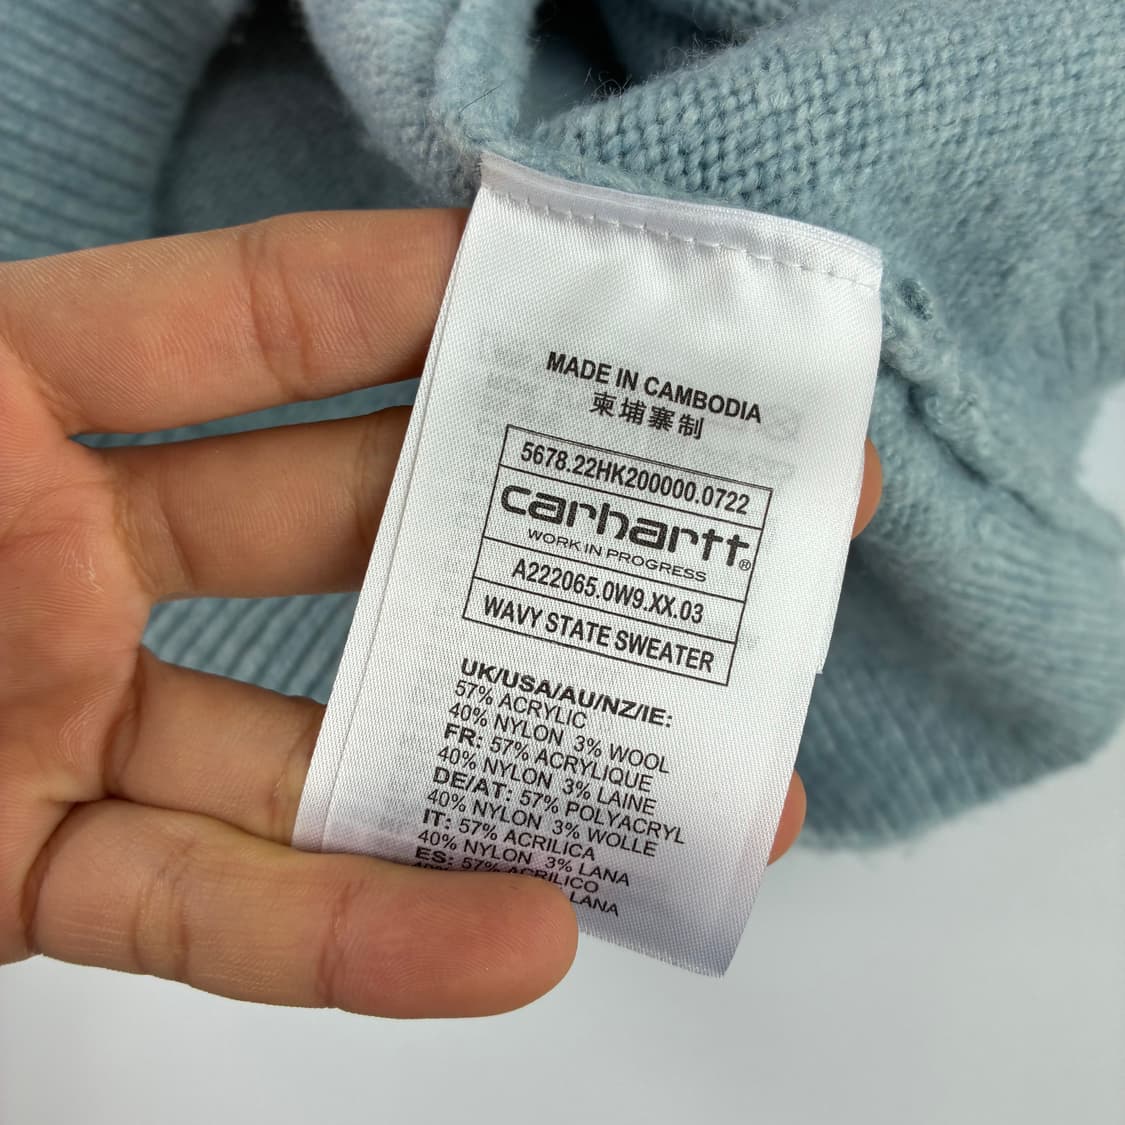 MADE IN CAMBODIA
柬埔寨制
5678.22HK200000.0722
carhartt®
WORK IN PROGRESS
A222065.0W9.XX.03
WAVY STATE SWEATER
UK/USA/AU/NZ/IE:
57% ACRYLIC
40% NYLON 3% WOOL
FR: 57% ACRYLIQUE
40% NYLON 3% LAINE
DE/AT: 57% POLYACRYL
40% NYLON 3% WOLLE
IT: 57% ACRILICA
40% NYLON 3% LANA
ES: 57% ACRILICO
LANA